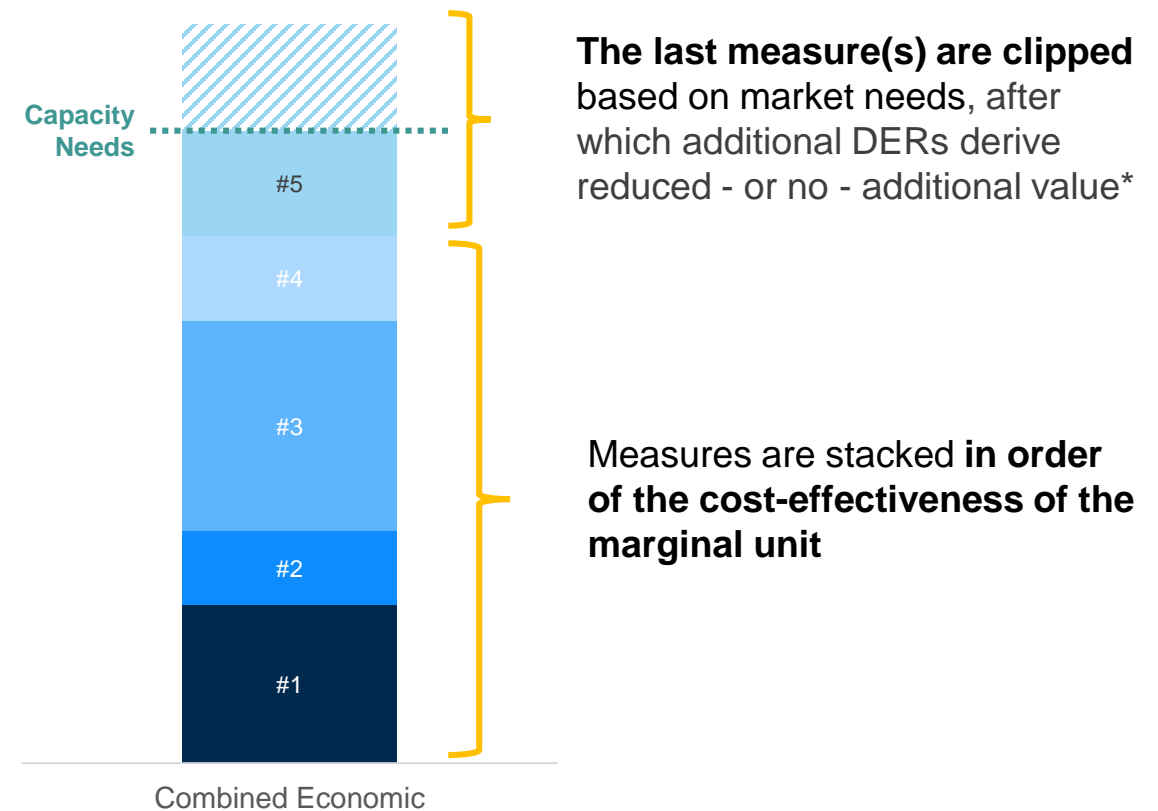 The last measure(s) are clipped
based on market needs, after
which additional DERs derive
reduced - or no - additional value*
Capacity
Needs
#5
#4
#3
Measures are stacked in order
of the cost-effectiveness of the
marginal unit
#2
#1
Combined Economic